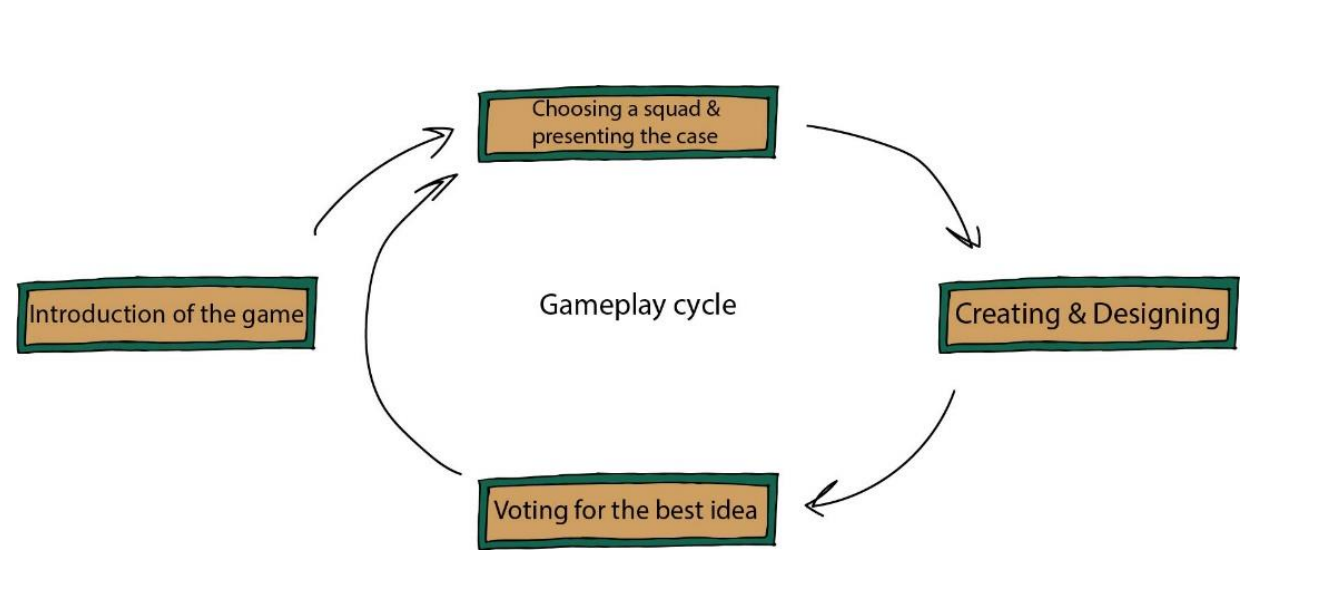 Choosing a squad &
presenting the case
Introduction of the game
Gameplay cycle
Creating & Designing
Voting for the best idea